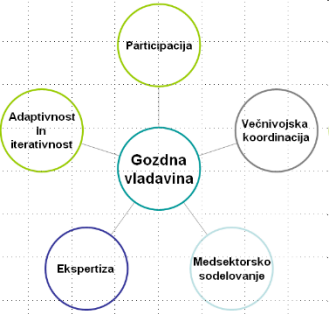 Participacija
Adaptivnost
in
iterativnost
Večnivojska
koordinacija
Gozdna
vladavina
Ekspertiza
Medsektorsko
sodelovanje